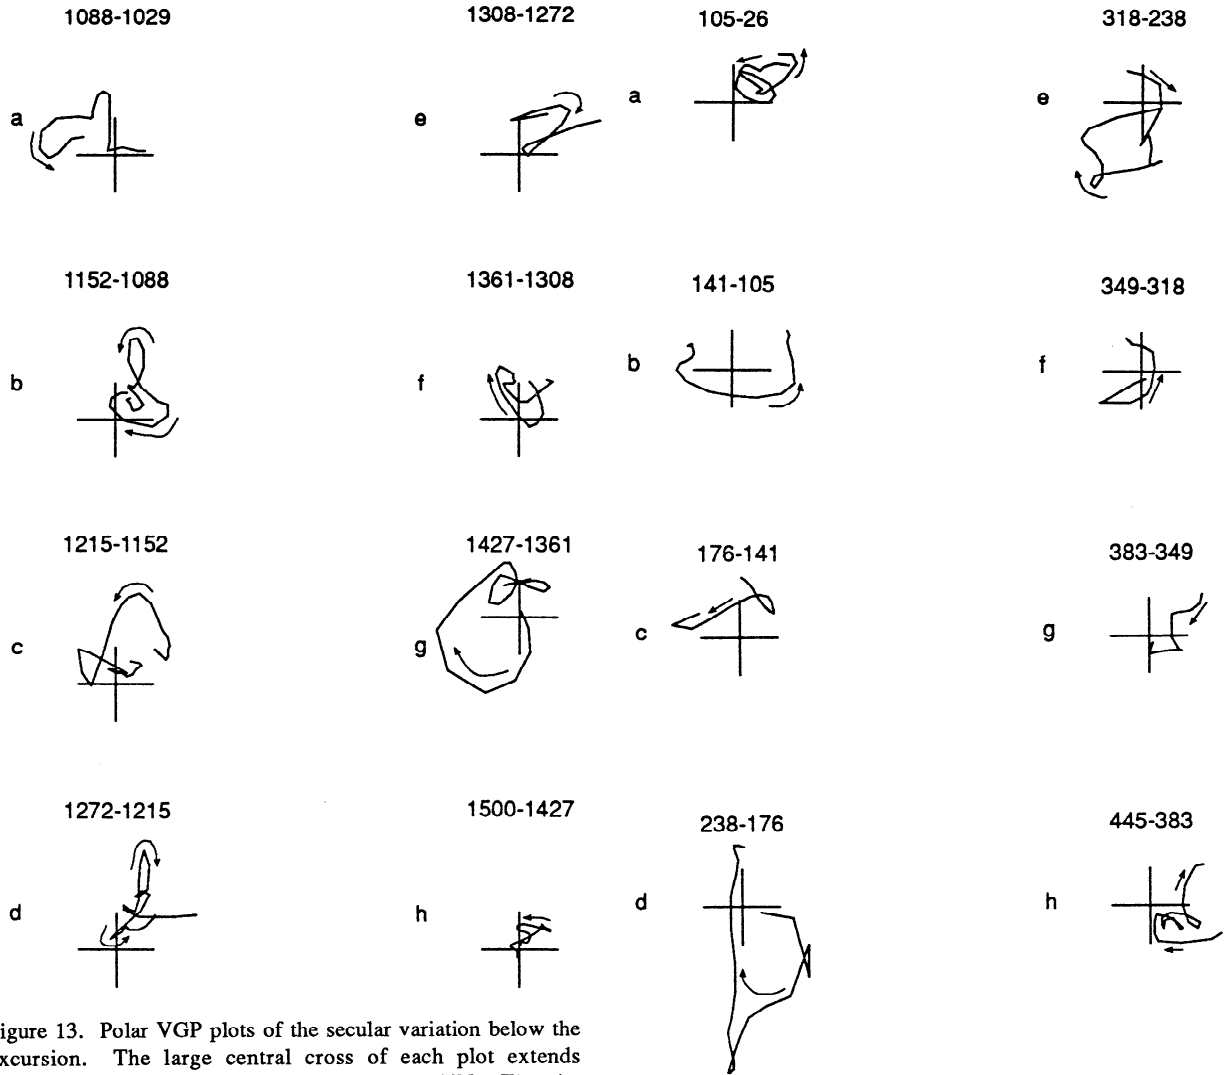 1088-1029
1308-1272
105-26
318-238
a
e
a
e
1152-1088
1361-1308
141-105
349-318
b
f
b
f
1215-1152
1427-1361
176-141
383-349
c
g
c
g
1272-1215
1500-1427
238-176
445-383
d
h
d
h
igure 13. Polar VGP plots of the secular variation below the
xcursion. The large central cross of each plot extends